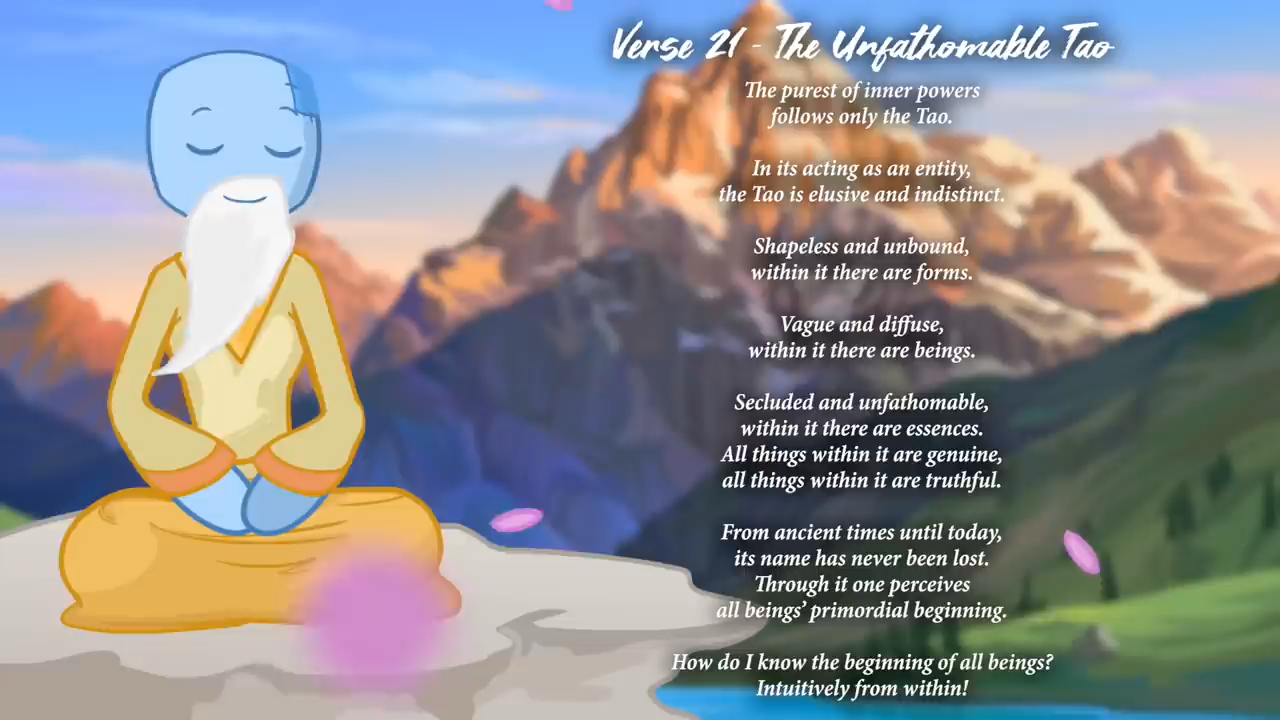 Verse 21 - The Unfathomable Tao
The purest of inner powers
follows only the Tao.
In its acting as an entity,
the Tao is elusive and indistinct.
Shapeless and unbound,
within it there are forms.
Vague and diffuse,
within it there are beings.
Secluded and unfathomable,
within it there are essences.
All things within it are genuine,
all things within it are truthful.
From ancient times until today,
its name has never been lost.
Through it one perceives
all beings’ primordial beginning.
How do I know the beginning of all beings?
Intuitively from within!